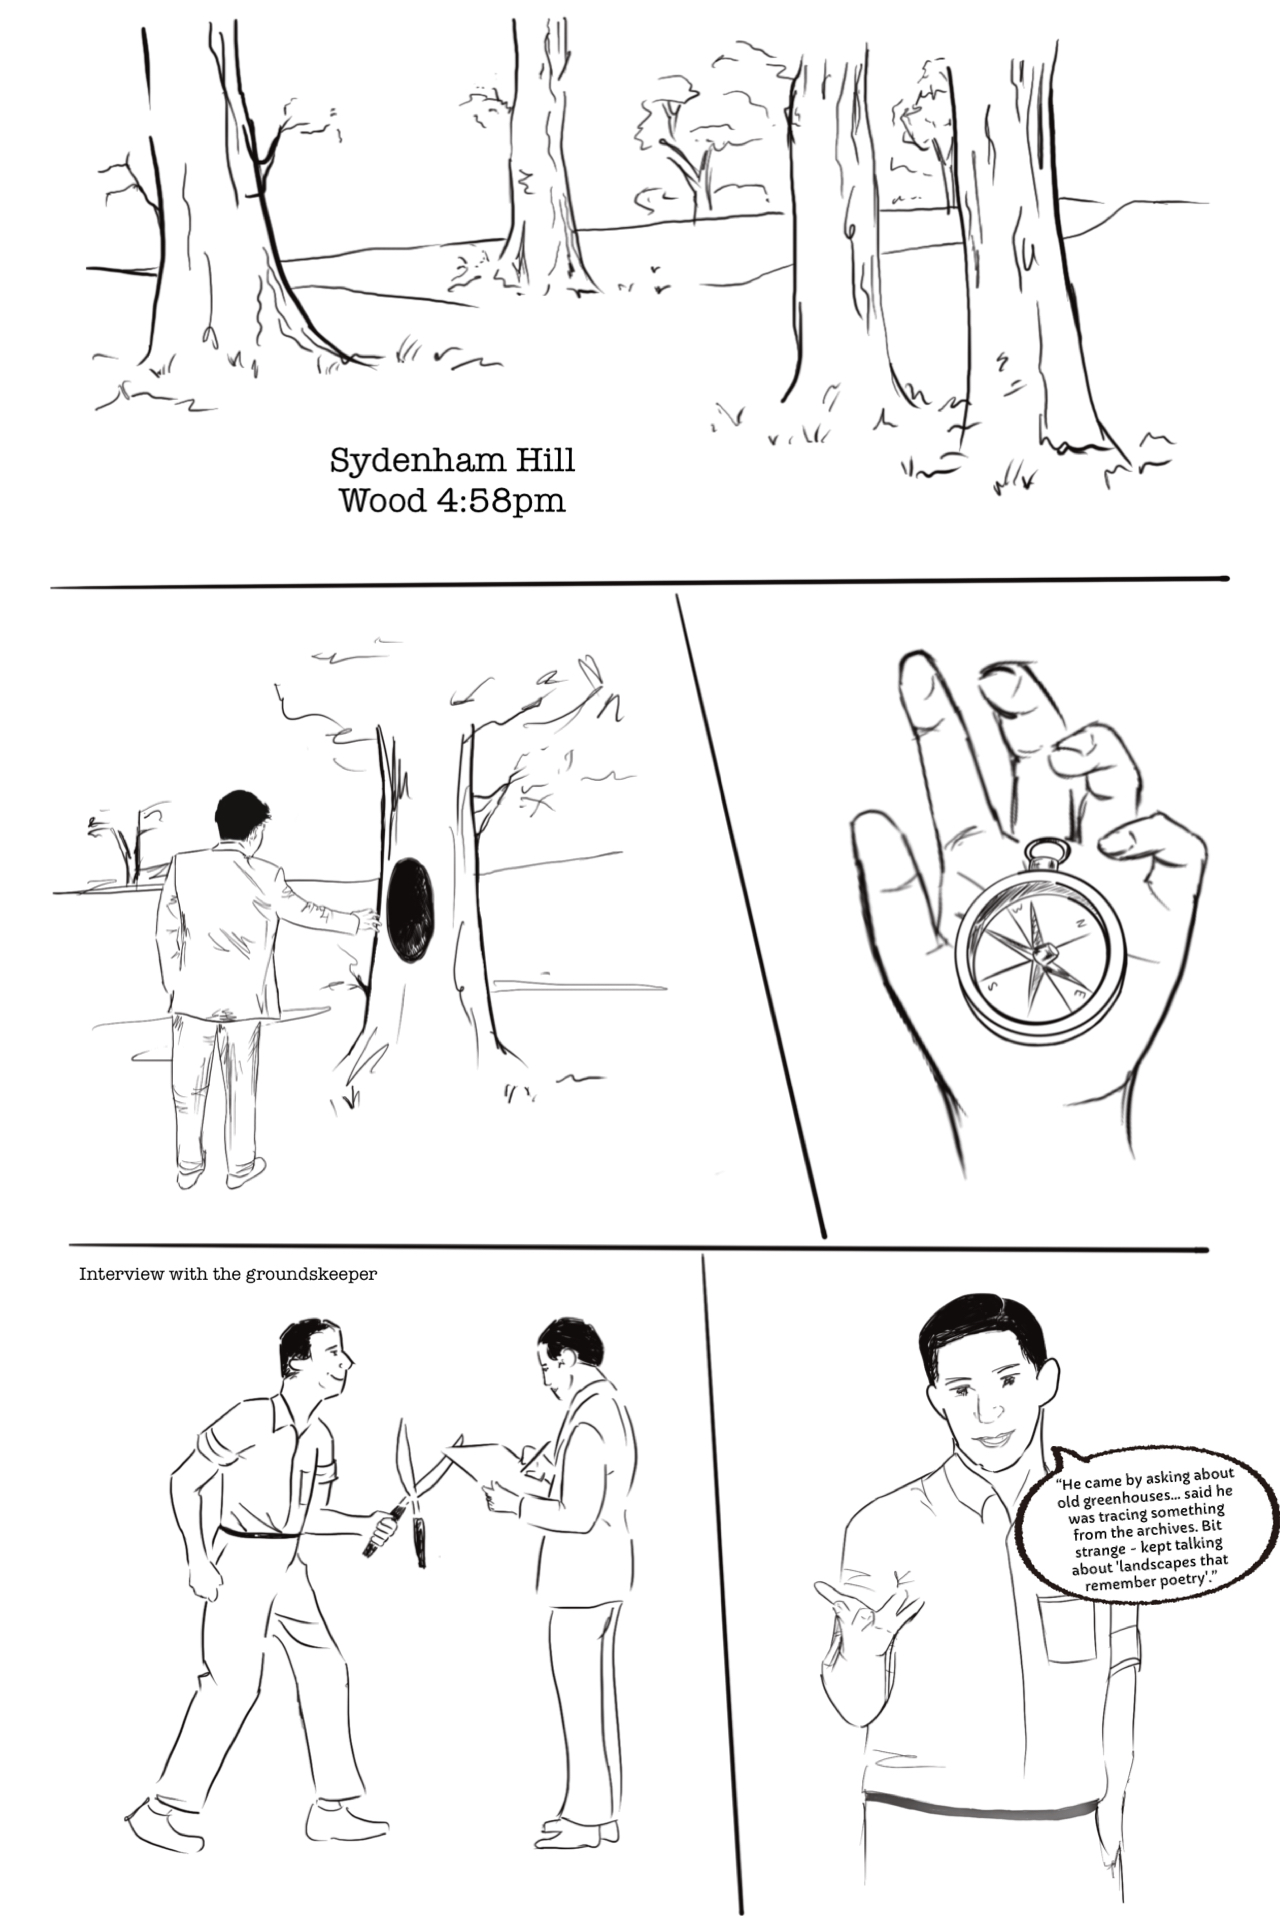 Sydenham Hill
Wood 4:58pm
W
N
S
E
Interview with the groundskeeper
“He came by asking about
old greenhouses... said he
was tracing something
from the archives. Bit
strange - kept talking
about 'landscapes that
remember poetry'.”